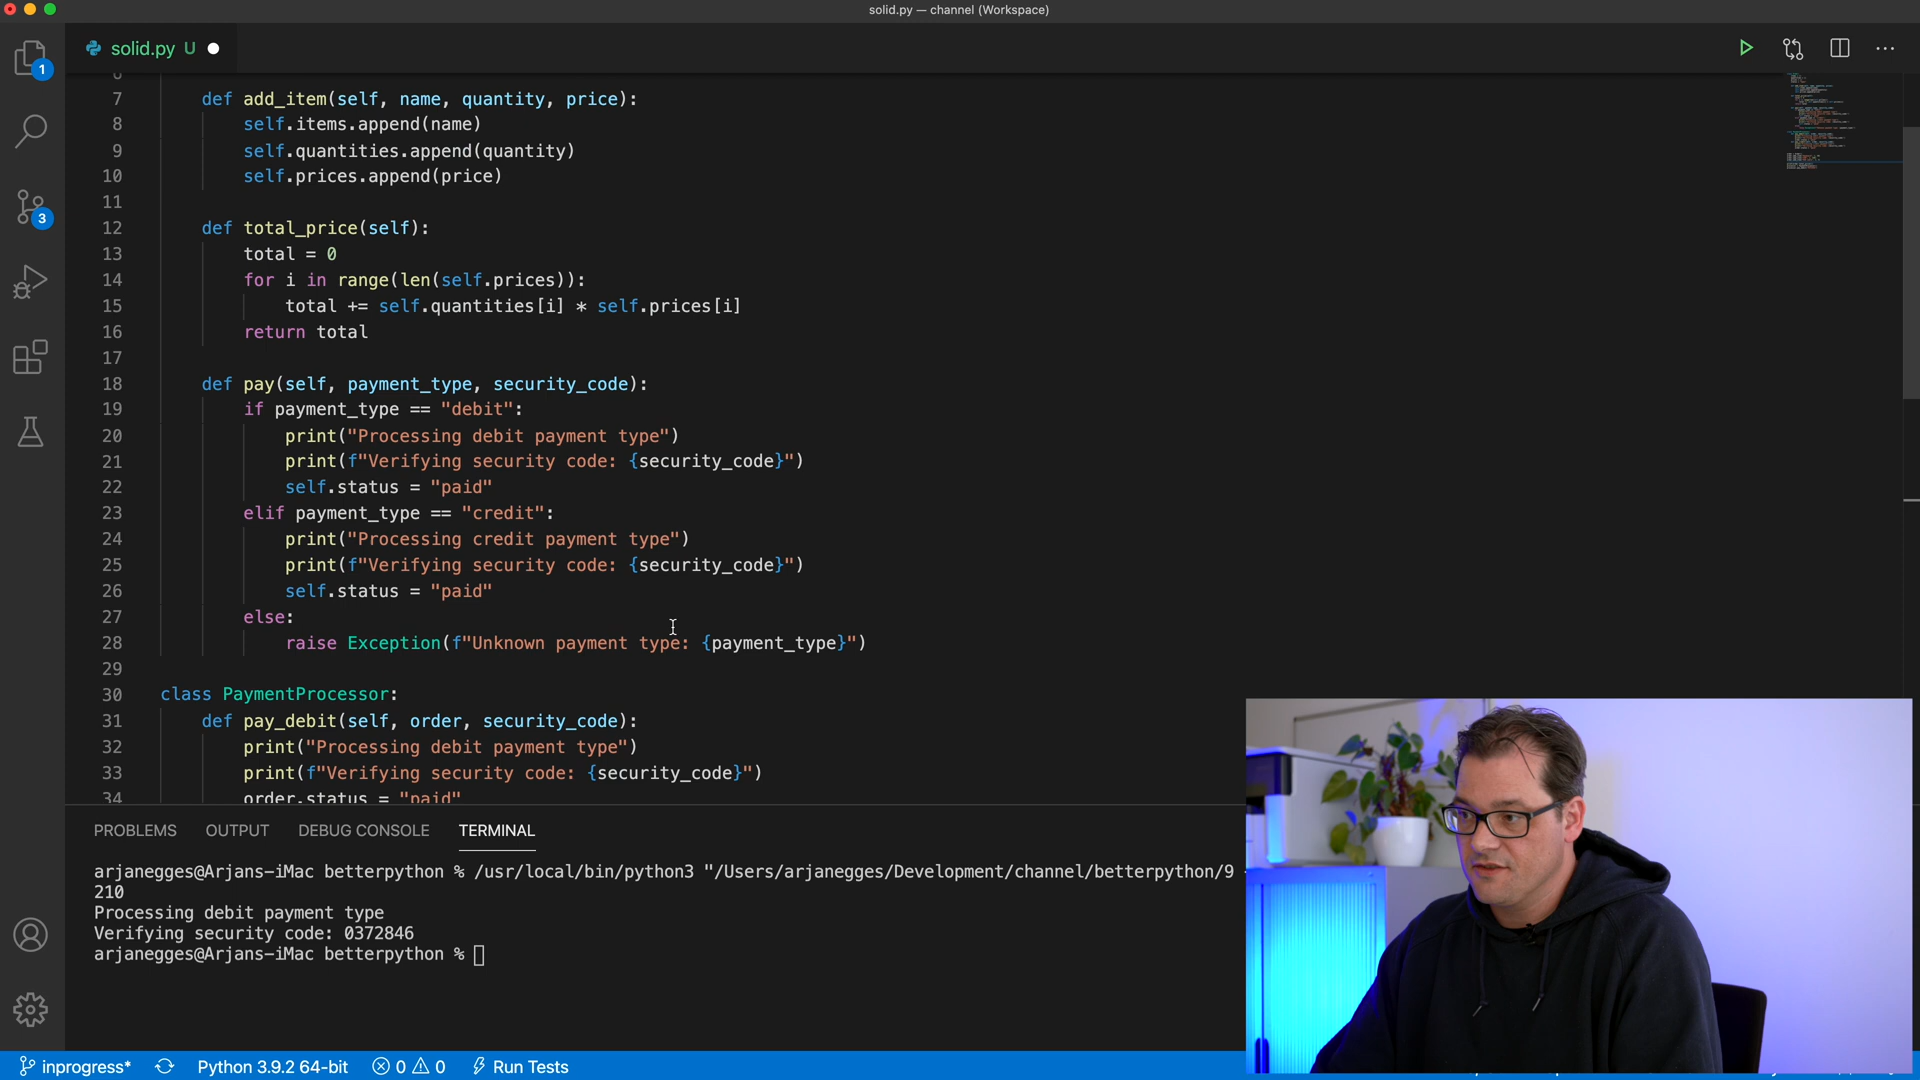 solid.py — channel (Workspace)
solid.py U
1
3
7 def add_item(self, name, quantity, price):
8 self.items.append(name)
9 self.quantities.append(quantity)
10 self.prices.append(price)
11
12 def total_price(self):
13 total = 0
14 for i in range(len(self.prices)):
15 total += self.quantities[i] * self.prices[i]
16 return total
17
18 def pay(self, payment_type, security_code):
19 if payment_type == "debit":
20 print("Processing debit payment type")
21 print(f"Verifying security code: {security_code}")
22 self.status = "paid"
23 elif payment_type == "credit":
24 print("Processing credit payment type")
25 print(f"Verifying security code: {security_code}")
26 self.status = "paid"
27 else:
28 raise Exception(f"Unknown payment type: {payment_type}")
29
30 class PaymentProcessor:
31 def pay_debit(self, order, security_code):
32 print("Processing debit payment type")
33 print(f"Verifying security code: {security_code}")
34 order.status = "paid"
PROBLEMS OUTPUT DEBUG CONSOLE TERMINAL
arjanegges@Arjans-iMac betterpython % /usr/local/bin/python3 "/Users/arjanegges/Development/channel/betterpython/9
210
Processing debit payment type
Verifying security code: 0372846
arjanegges@Arjans-iMac betterpython %
inprogress* Python 3.9.2 64-bit 0 0 Run Tests